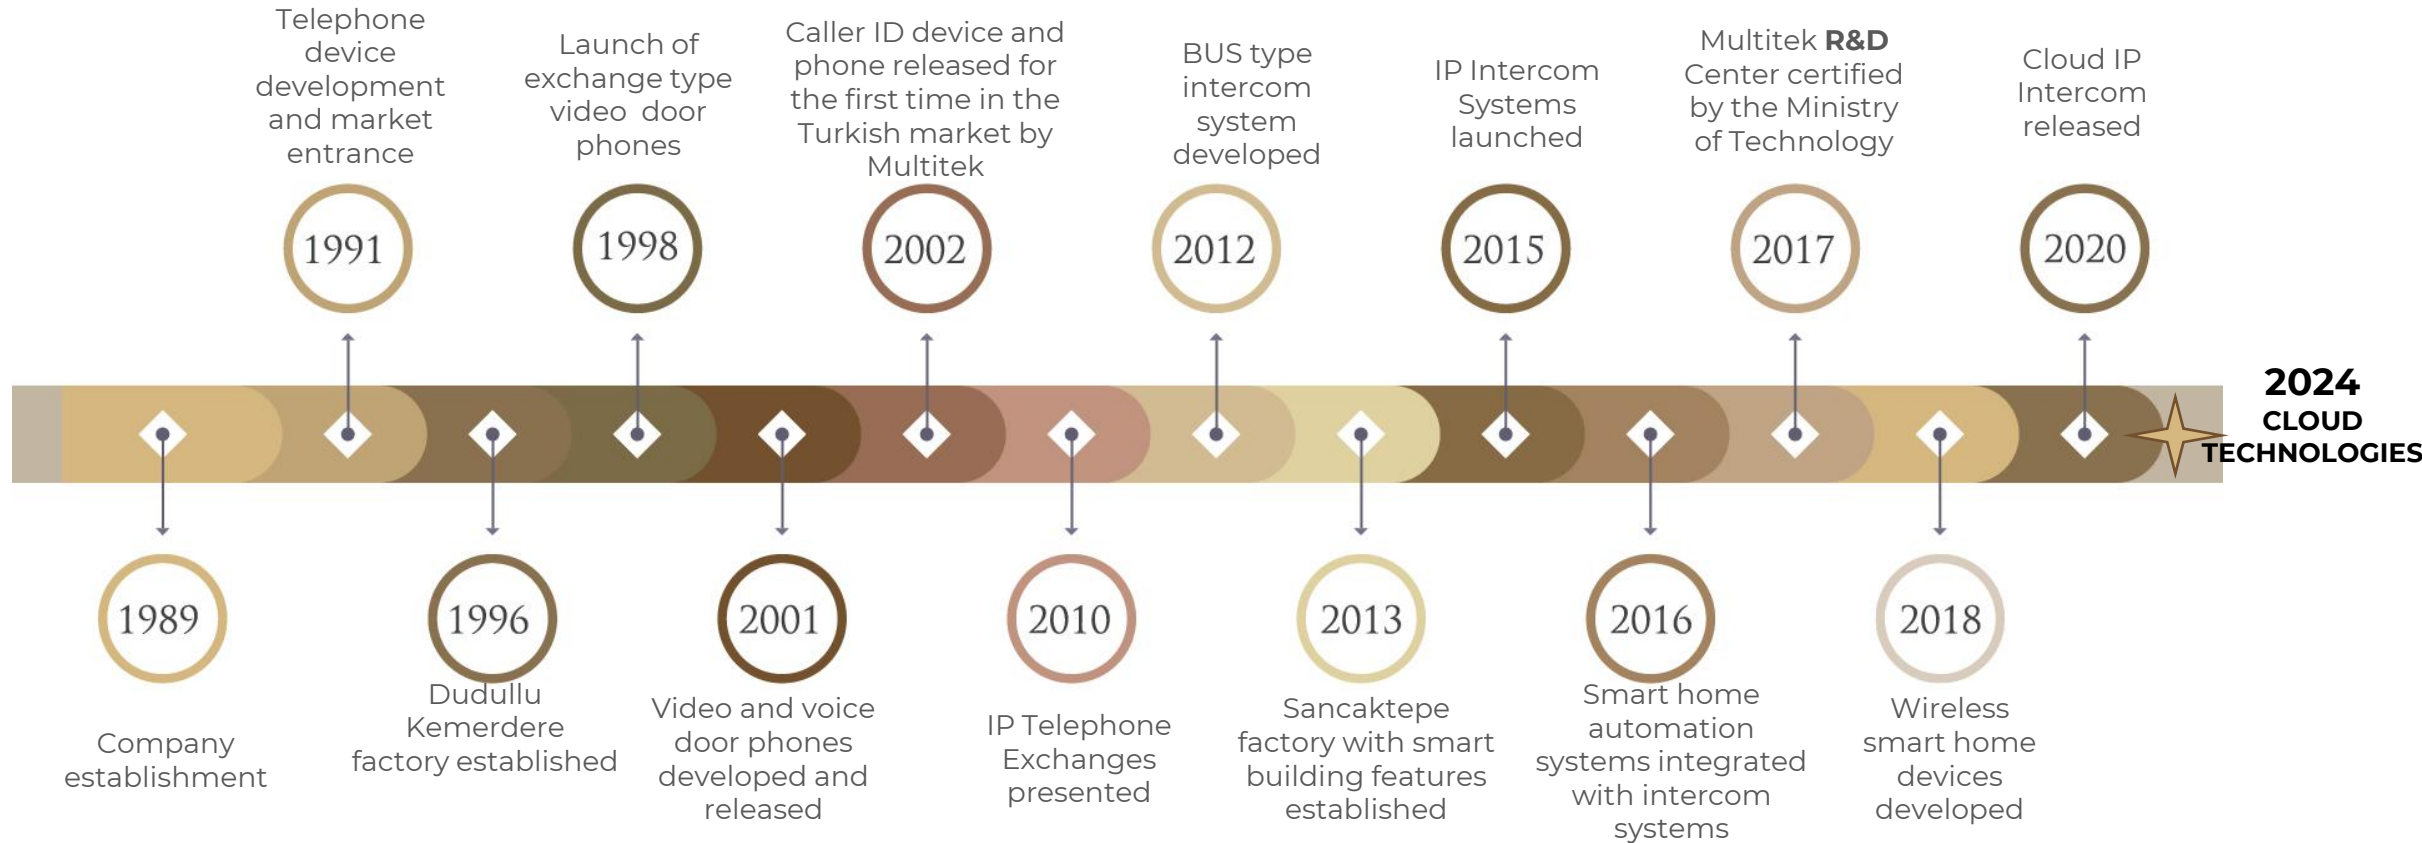 Telephone
device
development
and market
entrance
1991
Launch of
exchange type
video door
phones
1998
Caller ID device and
phone released for
the first time in the
Turkish market by
Multitek
2002
BUS type
intercom
system
developed
2012
IP Intercom
Systems
launched
2015
Multitek R&D
Center certified
by the Ministry
of Technology
2017
Cloud IP
Intercom
released
2020
2024
CLOUD
TECHNOLOGIES
1989
Company
establishment
1996
Dudullu
Kemerdere
factory established
2001
Video and voice
door phones
developed and
released
2010
IP Telephone
Exchanges
presented
2013
Sancaktepe
factory with smart
building features
established
2016
Smart home
automation
systems integrated
with intercom
systems
2018
Wireless
smart home
devices
developed